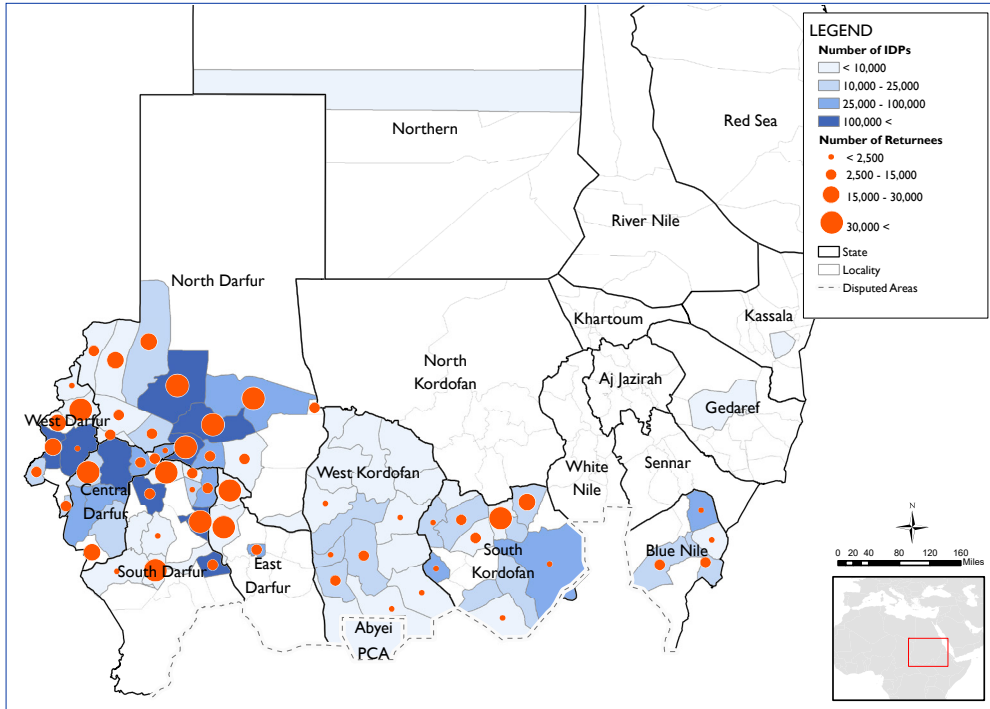 LEGEND
Number of IDPs
< 10,000
10,000 - 25,000
25,000 - 100,000
100,000 <
Number of Returnees
< 2,500
2,500 - 15,000
15,000 - 30,000
30,000 <
State
Locality
Disputed Areas
Northern
Red Sea
River Nile
North Darfur
Khartoum
Kassala
North
Kordofan
Aj Jazirah
Gedaref
West Darfur
West Kordofan
White
Nile
Sennar
Central
Darfur
South
Kordofan
Blue Nile
South Darfur
East
Darfur
Abyei
PCA
N
0 20 40 80 120 160
Miles